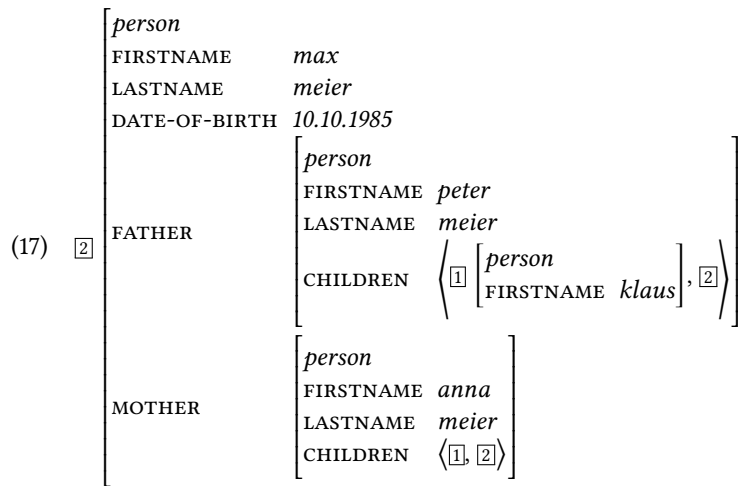 person
FIRSTNAME max
LASTNAME meier
DATE-OF-BIRTH 10.10.1985
person
FIRSTNAME peter
LASTNAME meier
(17) 2 FATHER
CHILDREN ⟨ 1 [person
FIRSTNAME klaus], 2 ⟩
person
FIRSTNAME anna
MOTHER LASTNAME meier
CHILDREN ⟨1, 2⟩